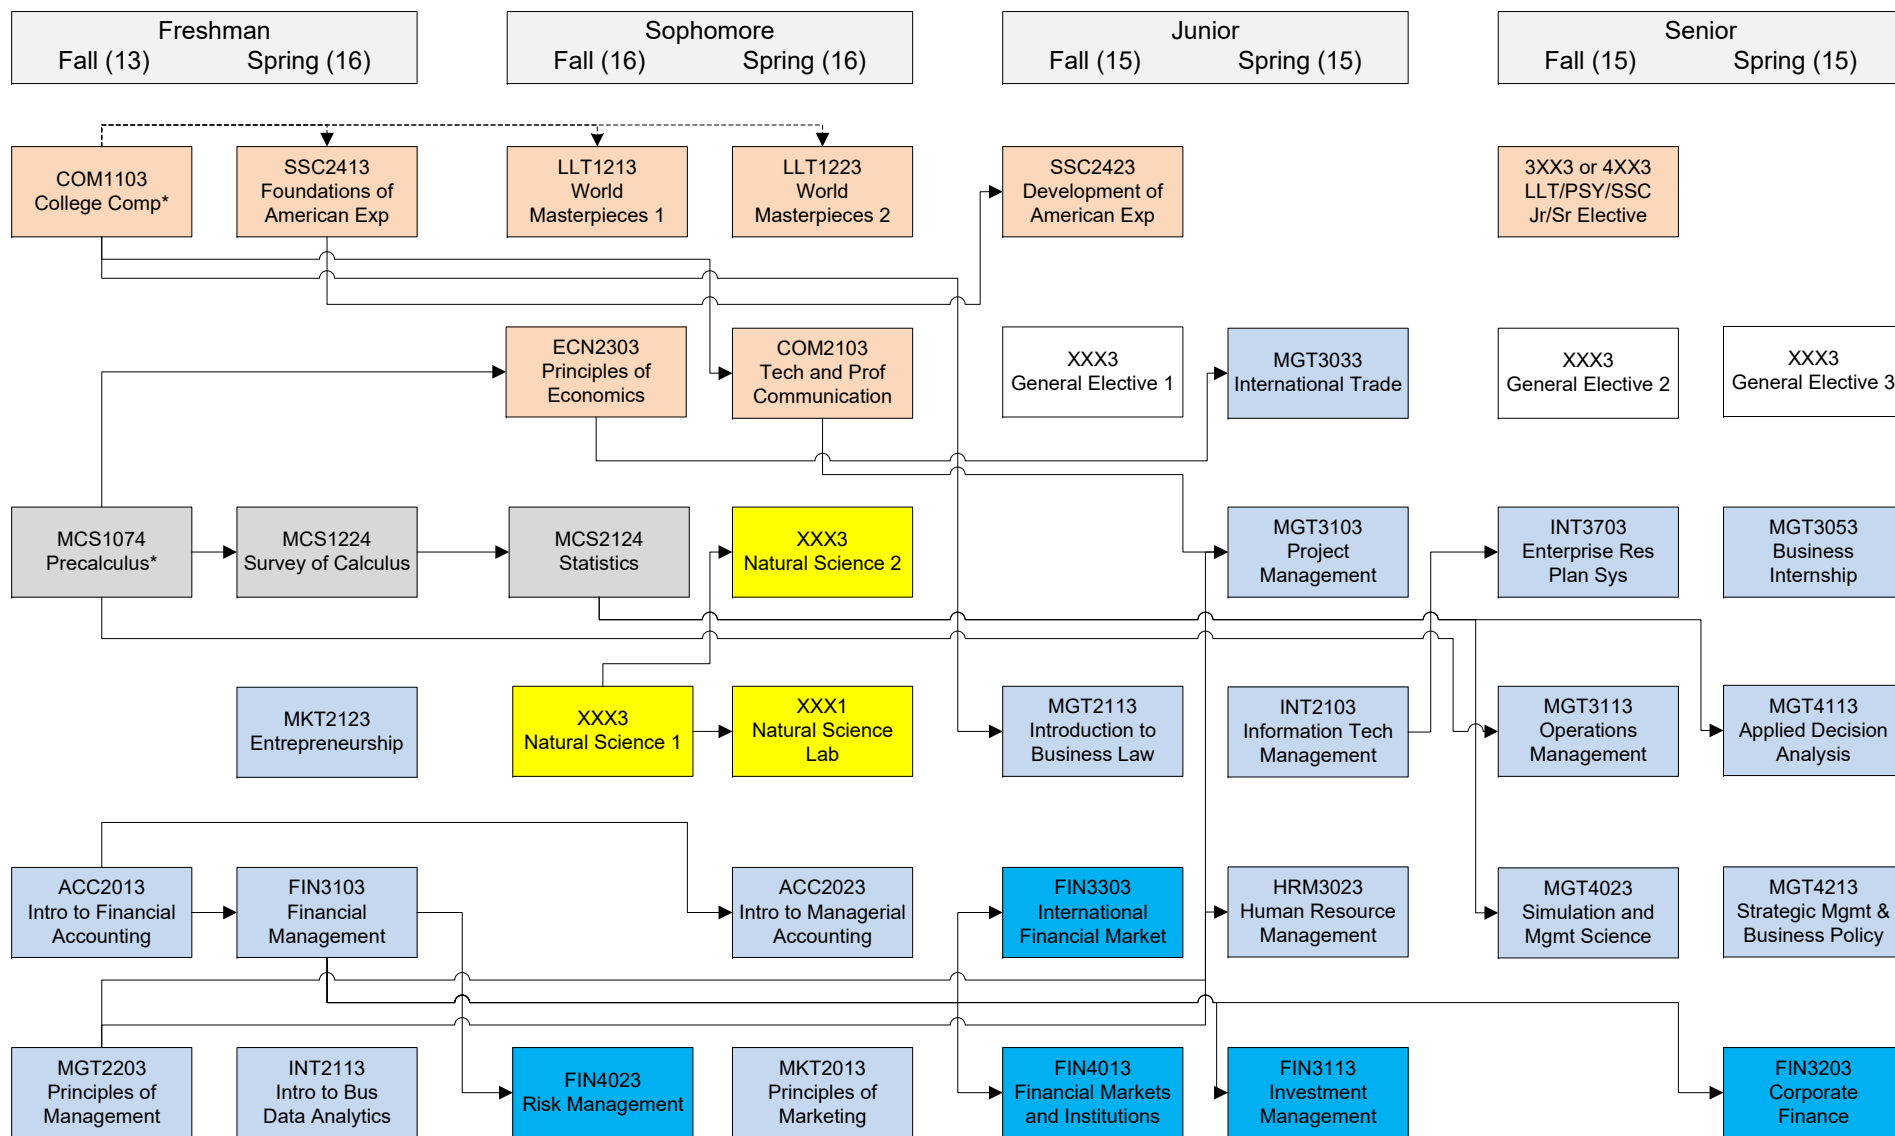 Freshman
Fall (13) Spring (16)
Sophomore
Fall (16) Spring (16)
Junior
Fall (15) Spring (15)
Senior
Fall (15) Spring (15)
COM1103
College Comp*
SSC2413
Foundations of
American Exp
LLT1213
World
Masterpieces 1
LLT1223
World
Masterpieces 2
SSC2423
Development of
American Exp
3XX3 or 4XX3
LLT/PSY/SSC
Jr/Sr Elective
ECN2303
Principles of
Economics
COM2103
Tech and Prof
Communication
XXX3
General Elective 1
MGT3033
International Trade
XXX3
General Elective 2
XXX3
General Elective 3
MCS1074
Precalculus*
MCS1224
Survey of Calculus
MCS2124
Statistics
XXX3
Natural Science 2
MGT3103
Project
Management
INT3703
Enterprise Res
Plan Sys
MGT3053
Business
Internship
MKT2123
Entrepreneurship
XXX3
Natural Science 1
XXX1
Natural Science
Lab
MGT2113
Introduction to
Business Law
INT2103
Information Tech
Management
MGT3113
Operations
Management
MGT4113
Applied Decision
Analysis
ACC2013
Intro to Financial
Accounting
FIN3103
Financial
Management
ACC2023
Intro to Managerial
Accounting
FIN3303
International
Financial Market
HRM3023
Human Resource
Management
MGT4023
Simulation and
Mgmt Science
MGT4213
Strategic Mgmt &
Business Policy
MGT2203
Principles of
Management
INT2113
Intro to Bus
Data Analytics
FIN4023
Risk Management
MKT2013
Principles of
Marketing
FIN4013
Financial Markets
and Institutions
FIN3113
Investment
Management
FIN3203
Corporate
Finance